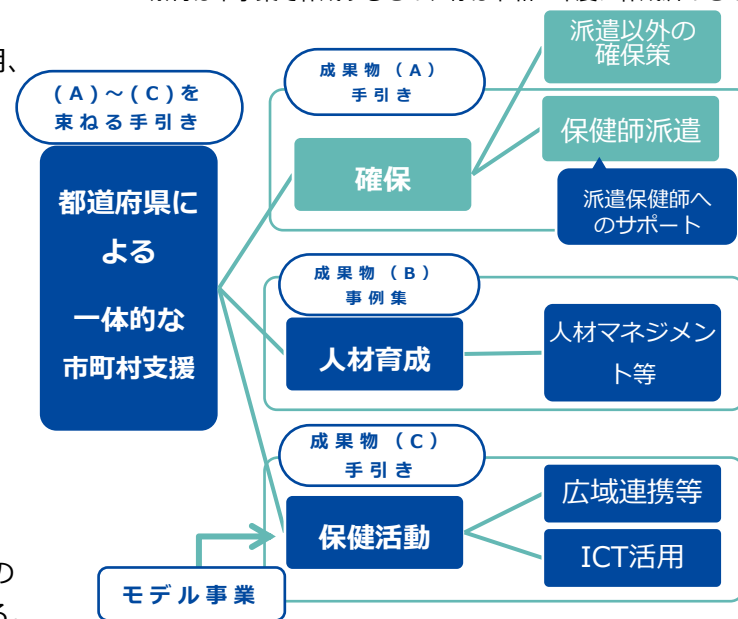 派遣以外の
確保策
成果物（A）
手引き
(A)～(C)を
束ねる手引き
保健師派遣
確保
都道府県に
よる
一体的な
市町村支援
派遣保健師へ
のサポート
成果物（B）
事例集
人材育成
人材マネジメン
ト等
成果物（C）
手引き
広域連携等
保健活動
ICT活用
の
モデル事業